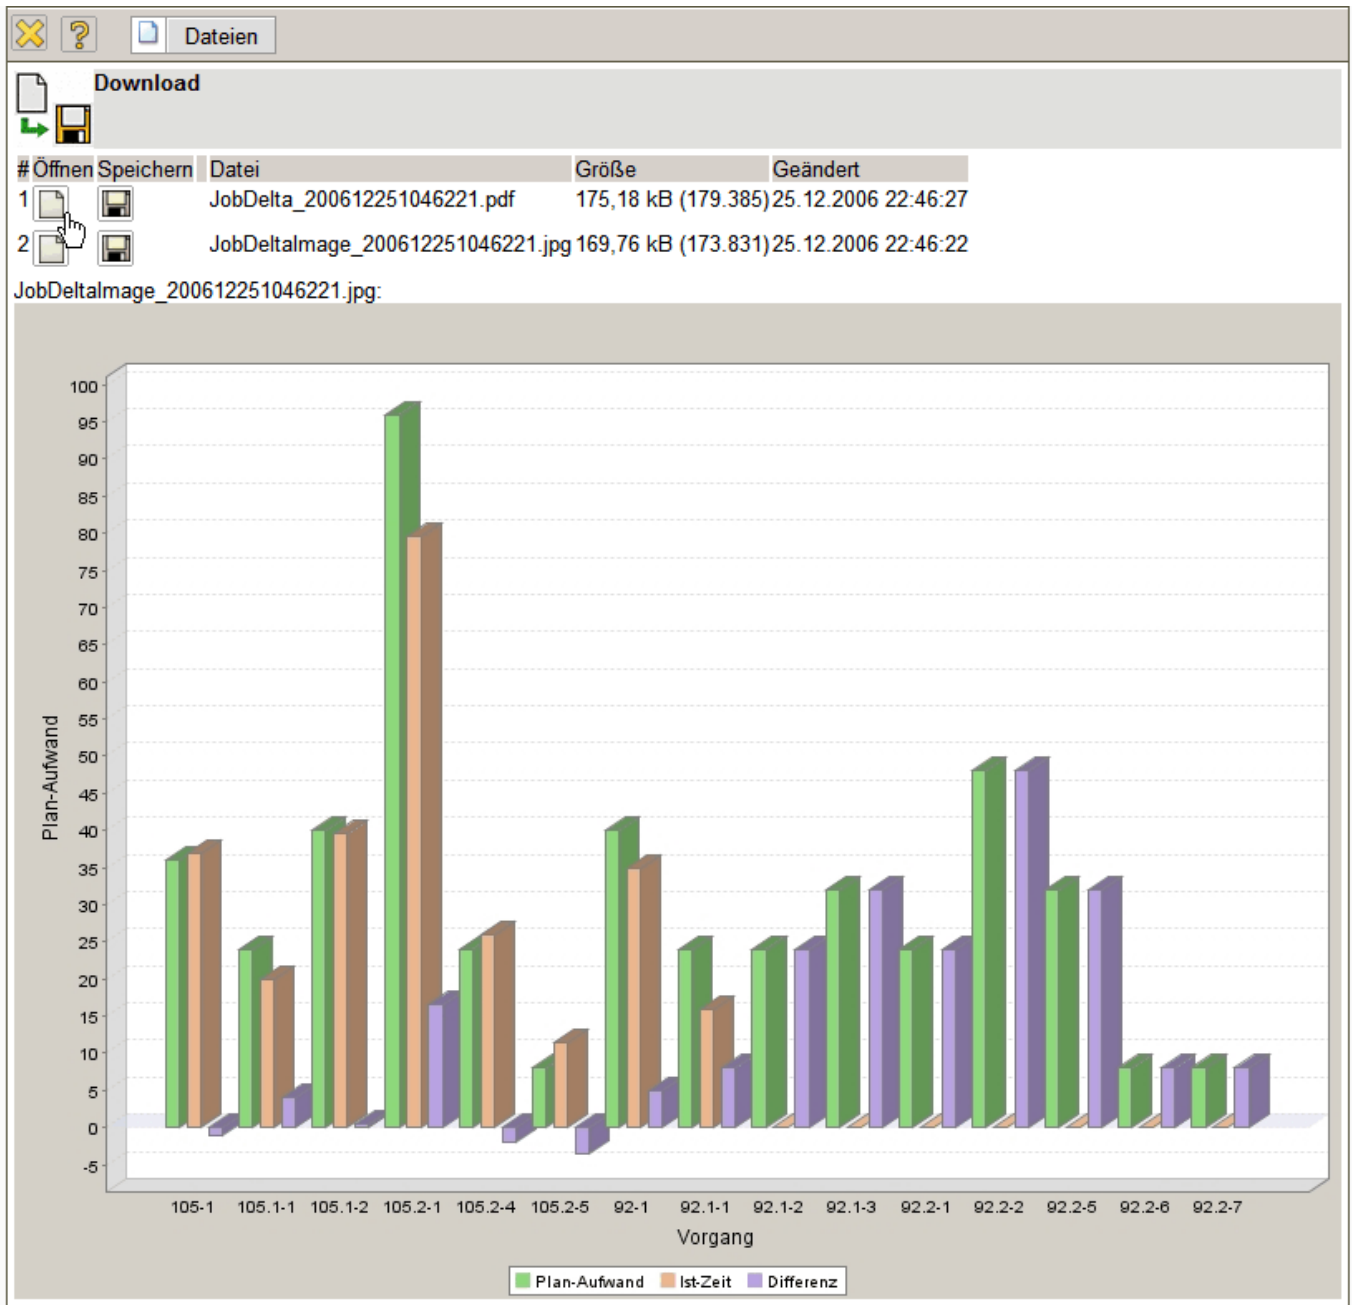 Dateien
Download
# Öffnen Speichern Datei Größe Geändert
1 JobDelta_200612251046221.pdf 175,18 kB (179.385) 25.12.2006 22:46:27
2 JobDeltaImage_200612251046221.jpg 169,76 kB (173.831) 25.12.2006 22:46:22
JobDeltaImage_200612251046221.jpg:
100
95
90
85
80
75
70
65
60
55
50
45
40
35
30
25
20
15
10
5
0
-5
Plan-Aufwand
105-1 105.1-1 105.1-2 105.2-1 105.2-4 105.2-5 92-1 92.1-1 92.1-2 92.1-3 92.2-1 92.2-2 92.2-5 92.2-6 92.2-7
Vorgang
Plan-Aufwand Ist-Zeit Differenz